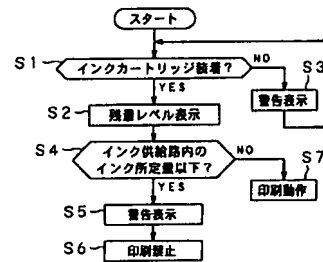 スタート
S1
インクカートリッジ装着?
NO
YES
S3
警告表示
S2
残量レベル表示
S4
インク供給路内の
インク所定量以下?
NO
YES
S7
印刷動作
S5
警告表示
S6
印刷禁止